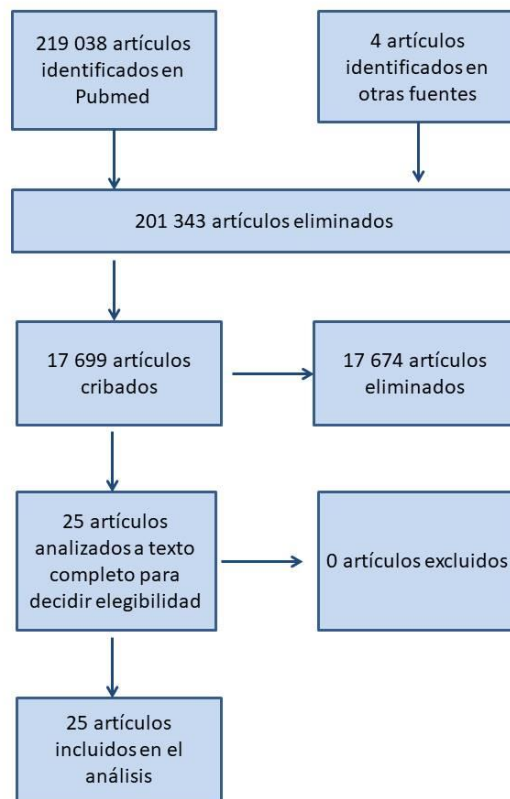 219 038 artículos
identificados en
Pubmed
4 artículos
identificados en
otras fuentes
201 343 artículos eliminados
17 699 artículos
cribados
17 674 artículos
eliminados
25 artículos
analizados a texto
completo para
decidir elegibilidad
0 artículos excluidos
25 artículos
incluidos en el
análisis